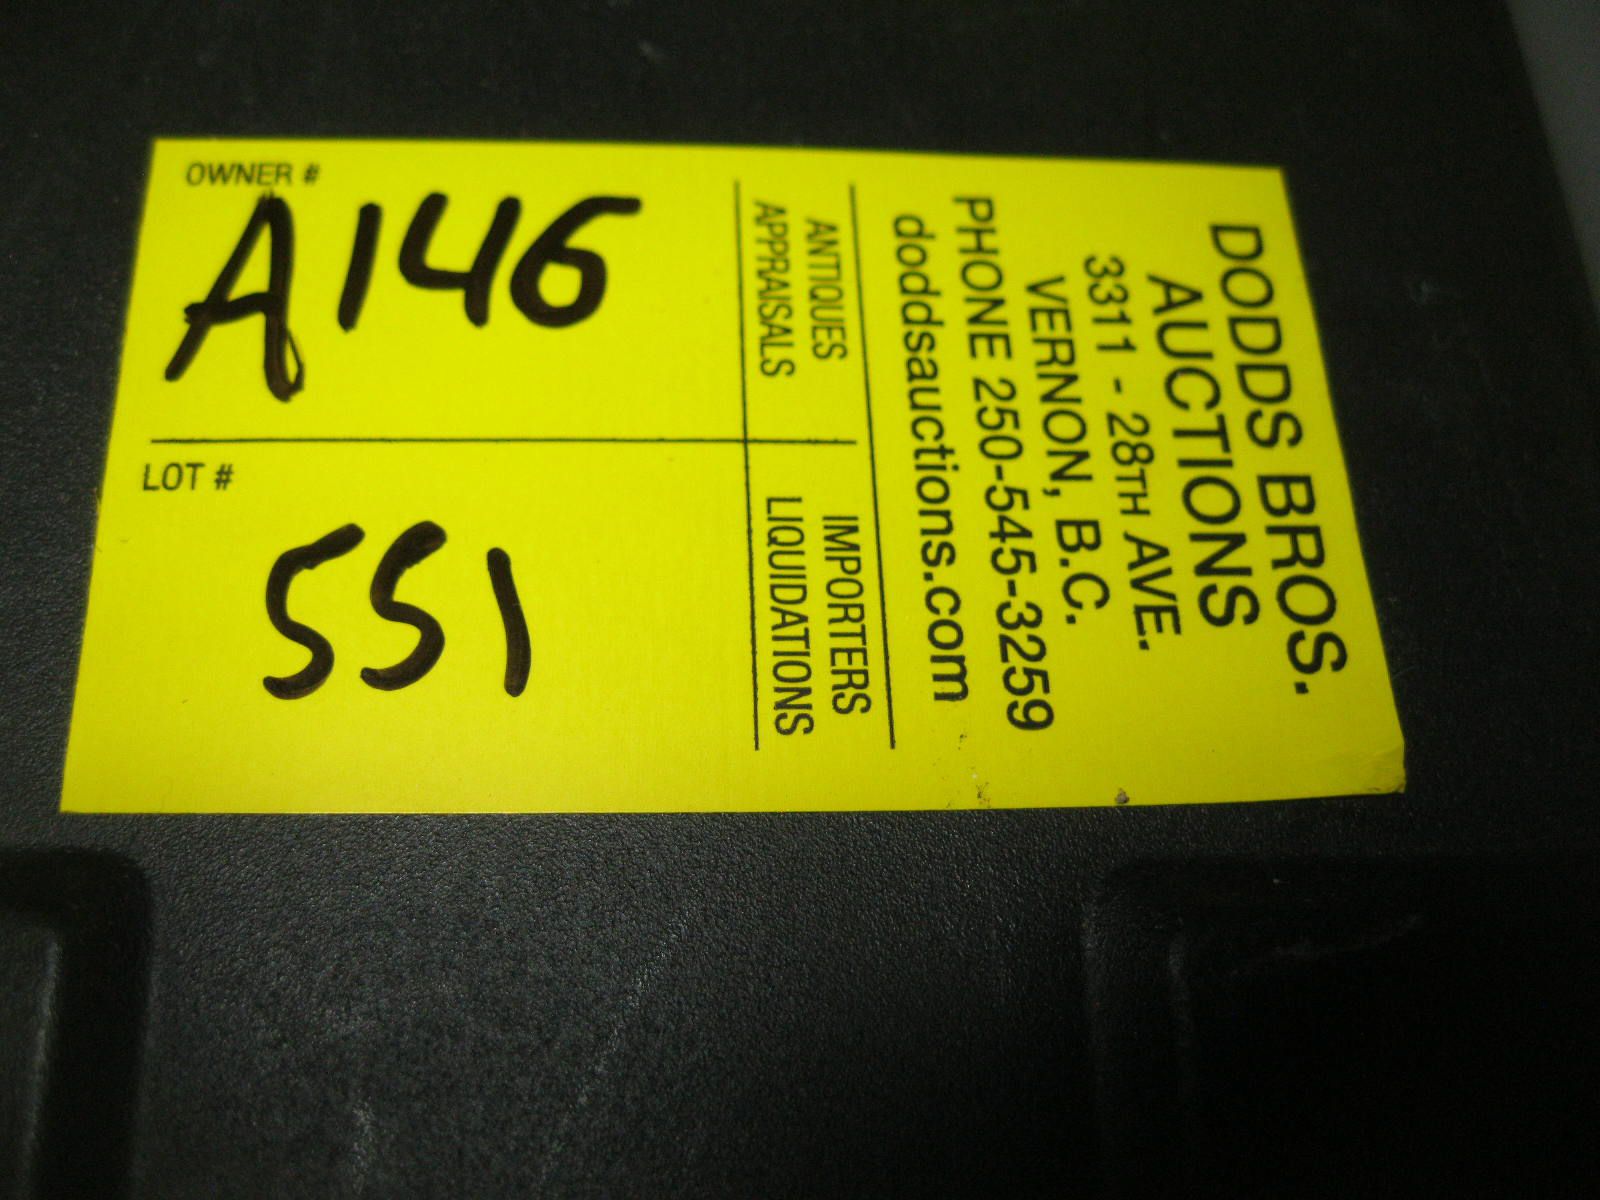 OWNER #
A146
LOT #
551
DODDS BROS.
AUCTIONS
3311 - 28TH AVE.
VERNON, B.C.
PHONE 250-545-3259
doddsauctions.com
ANTIQUES IMPORTERS
APPRAISALS LIQUIDATIONS